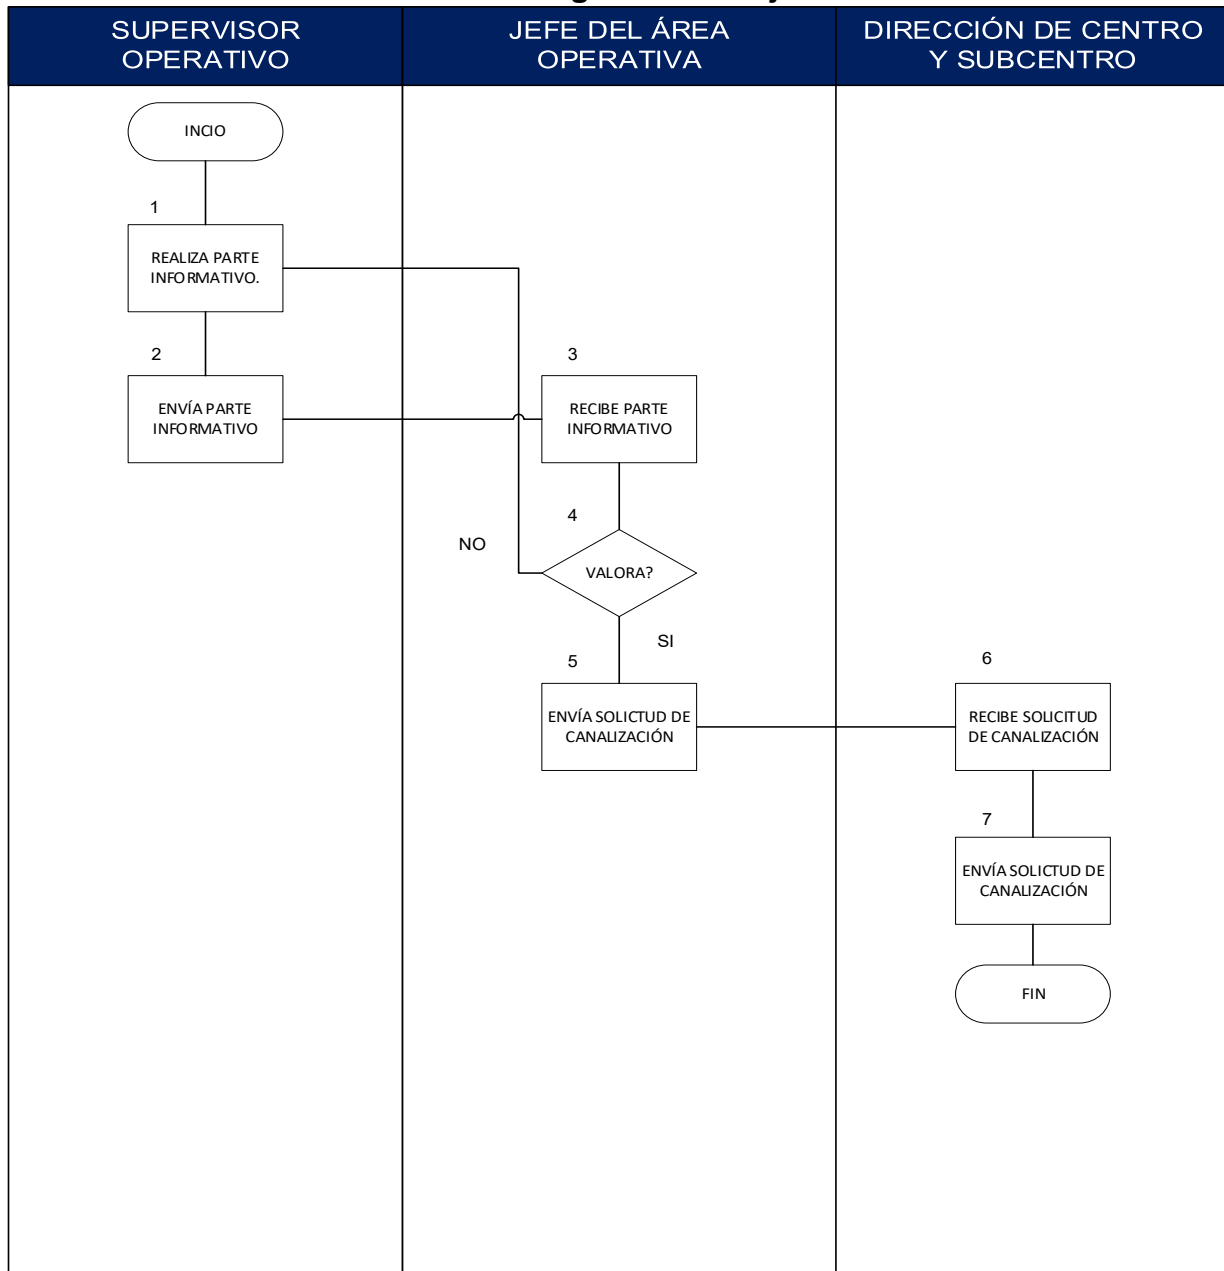 SUPERVISOR
OPERATIVO
JEFE DEL ÁREA
OPERATIVA
DIRECCIÓN DE CENTRO
Y SUBCENTRO
INCIO
1
REALIZA PARTE
INFORMATIVO.
2
ENVÍA PARTE
INFORMATIVO
3
RECIBE PARTE
INFORMATIVO
4
NO
VALORA?
SI
5
ENVÍA SOLICTUD DE
CANALIZACIÓN
6
RECIBE SOLICITUD
DE CANALIZACIÓN
7
ENVÍA SOLICTUD DE
CANALIZACIÓN
FIN